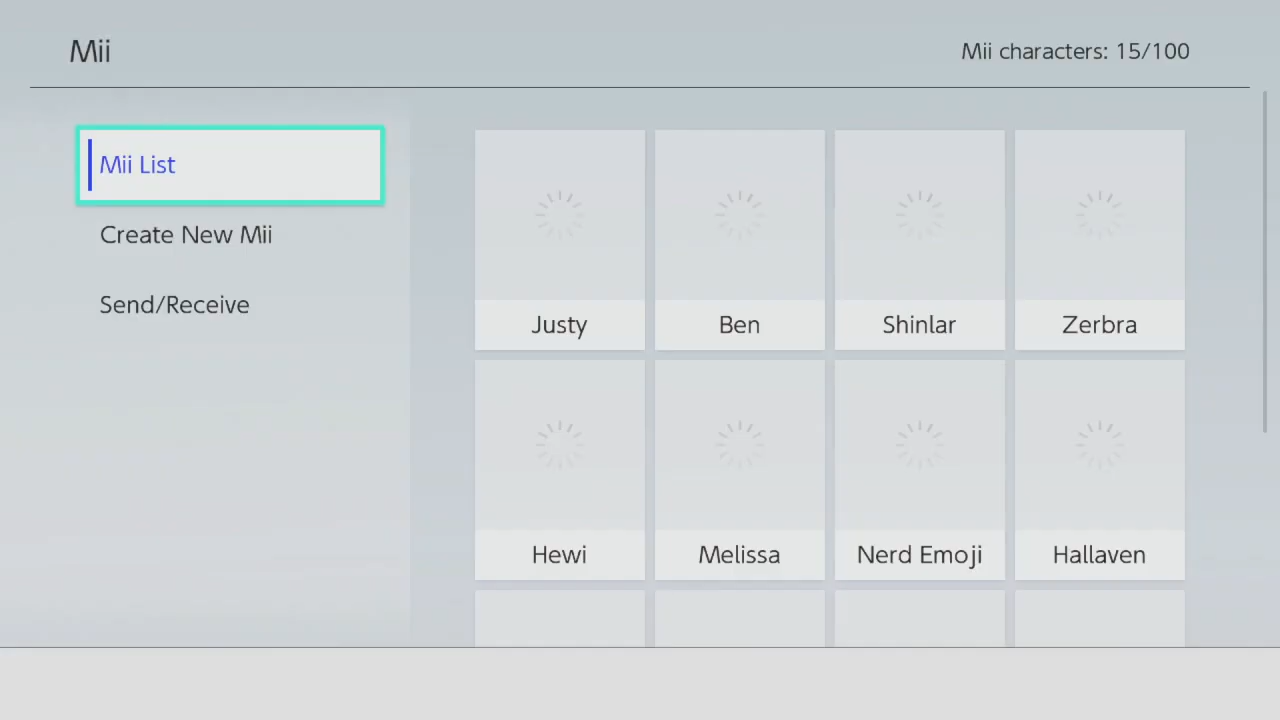 Mii
Mii characters: 15/100
Mii List
Create New Mii
Send/Receive
Justy
Ben
Shinlar
Zerbra
Hewi
Melissa
Nerd Emoji
Hallaven